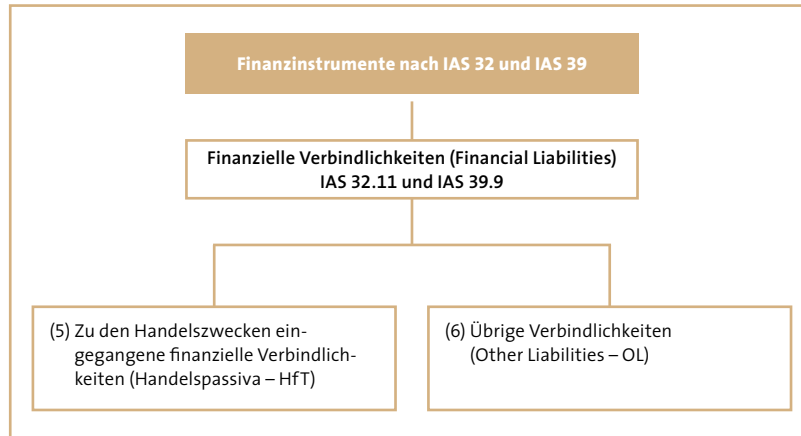 Finanzinstrumente nach IAS 32 und IAS 39
Finanzielle Verbindlichkeiten (Financial Liabilities)
IAS 32.11 und IAS 39.9
(5) Zu den Handelszwecken ein-
gegangene finanzielle Verbindlich-
keiten (Handelspassiva – HfT)
(6) Übrige Verbindlichkeiten
(Other Liabilities – OL)